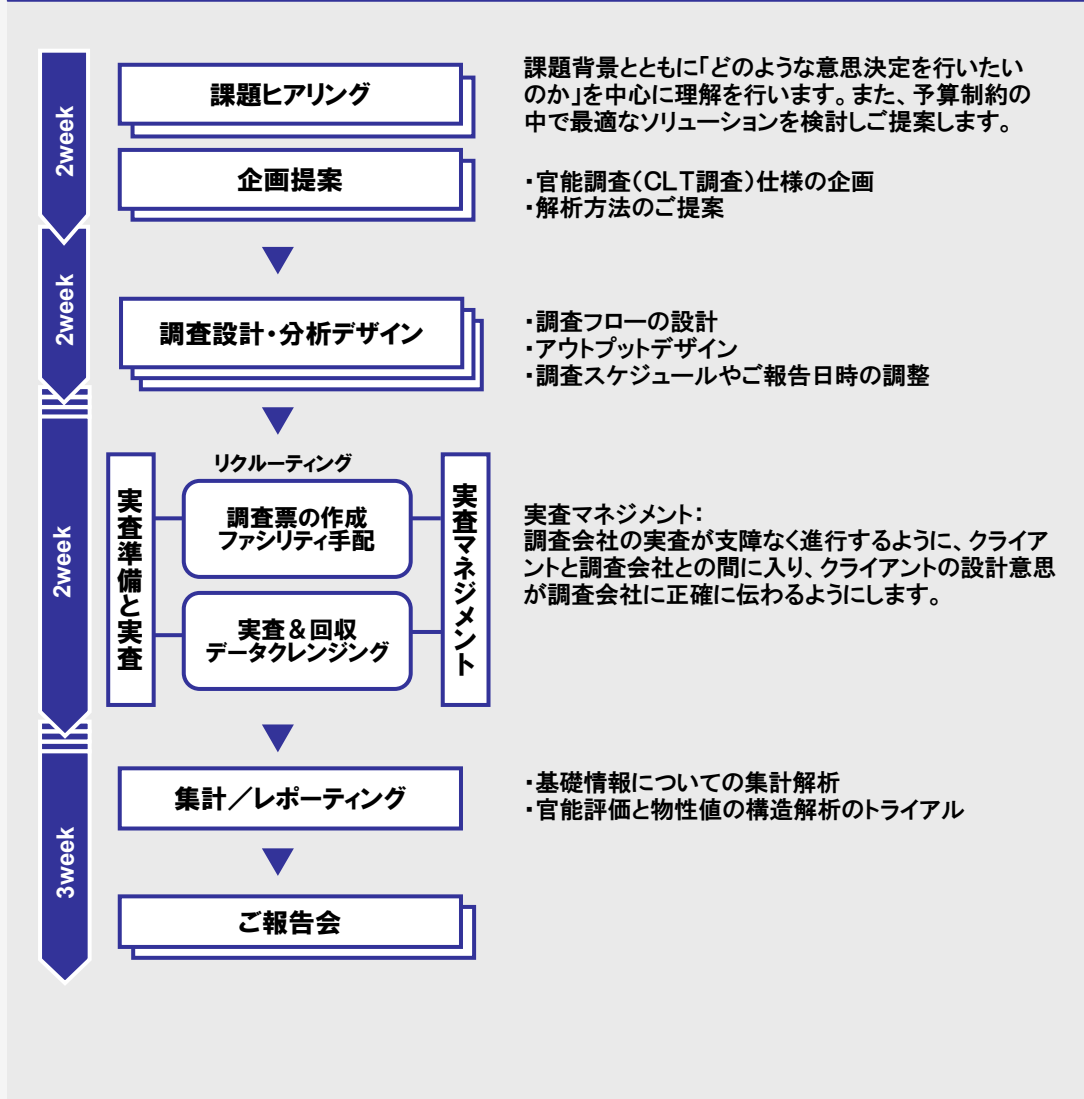 2week
課題ヒアリング
課題背景とともに「どのような意思決定を行いたい
のか」を中心に理解を行います。また、予算制約の
中で最適なソリューションを検討しご提案します。
企画提案
・官能調査(CLT調査)仕様の企画
・解析方法のご提案
2week
調査設計・分析デザイン
・調査フローの設計
・アウトプットデザイン
・調査スケジュールやご報告日時の調整
2week
実査準備と実査
リクルーティング
調査票の作成
ファシリティ手配
実査&回収
データクレンジング
実査マネジメント
実査マネジメント:
調査会社の実査が支障なく進行するように、クライア
ントと調査会社との間に入り、クライアントの設計意思
が調査会社に正確に伝わるようにします。
3week
集計/レポーティング
・基礎情報についての集計解析
・官能評価と物性値の構造解析のトライアル
ご報告会